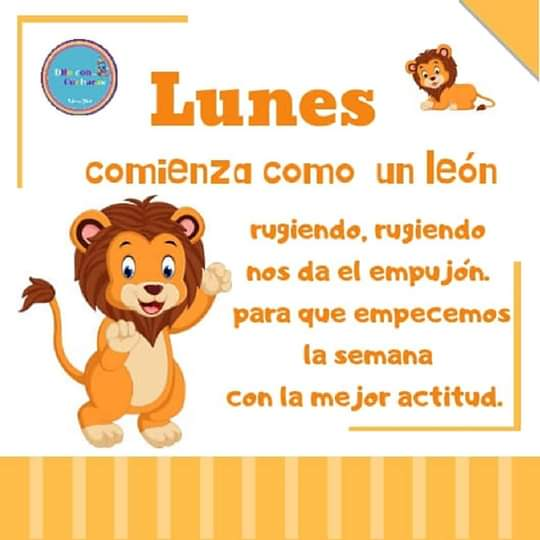 Lunes
comienza como un león
rugiendo, rugiendo
nos da el empujón.
para que empecemos
la semana
con la mejor actitud.